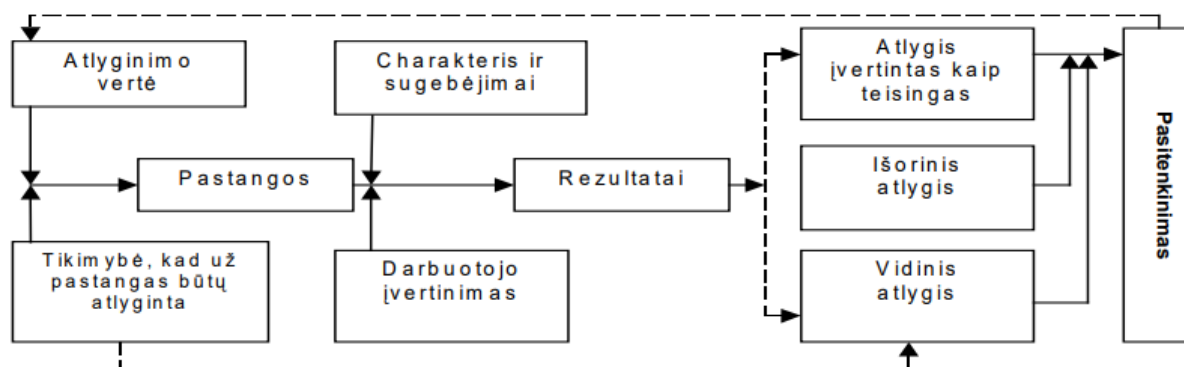 Atlyginimo
vertė
Charakteris ir
sugebėjimai
Atlygis
įvertintas kaip
teisingas
Pastangos
Rezultatai
Išorinis
atlygis
Tikimybė, kad už
pastangas būtų
atlyginta
Darbuotojo
įvertinimas
Vidinis
atlygis
Pasitenkinimas